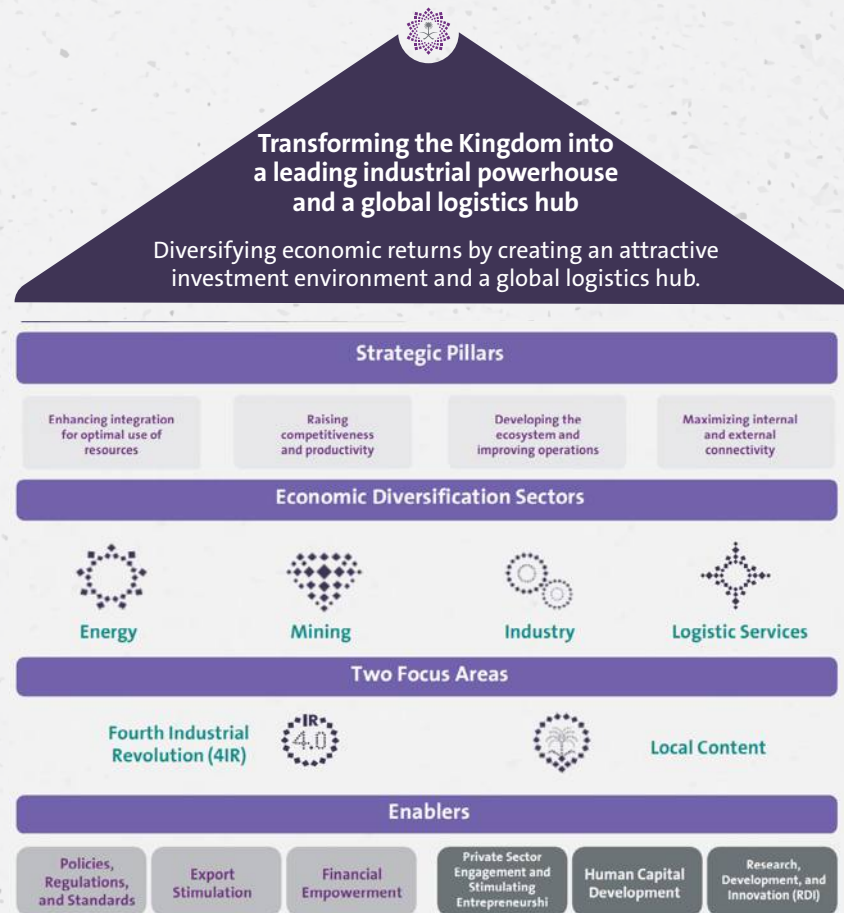 Transforming the Kingdom into
a leading industrial powerhouse
and a global logistics hub
Diversifying economic returns by creating an attractive
investment environment and a global logistics hub.
Strategic Pillars
Enhancing integration
for optimal use of
resources
Raising
competitiveness
and productivity
Developing the
ecosystem and
improving operations
Maximizing internal
and external
connectivity
Economic Diversification Sectors
Energy
Mining
Industry
Logistic Services
Two Focus Areas
Fourth Industrial
Revolution (4IR)
IR
4.0
Local Content
Enablers
Policies,
Regulations,
and Standards
Export
Stimulation
Financial
Empowerment
Private Sector
Engagement and
Stimulating
Entrepreneurshi
Human Capital
Development
Research,
Development, and
Innovation (RDI)